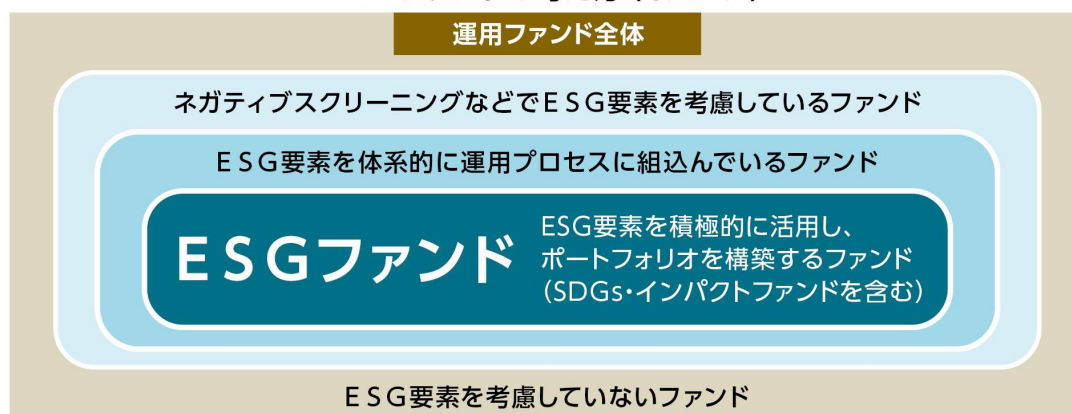 運用ファンド全体
ネガティブスクリーニングなどでESG要素を考慮しているファンド
ESG要素を体系的に運用プロセスに組込んでいるファンド
ESGファンド
ESG要素を積極的に活用し、
ポートフォリオを構築するファンド
(SDGs・インパクトファンドを含む)
ESG要素を考慮していないファンド